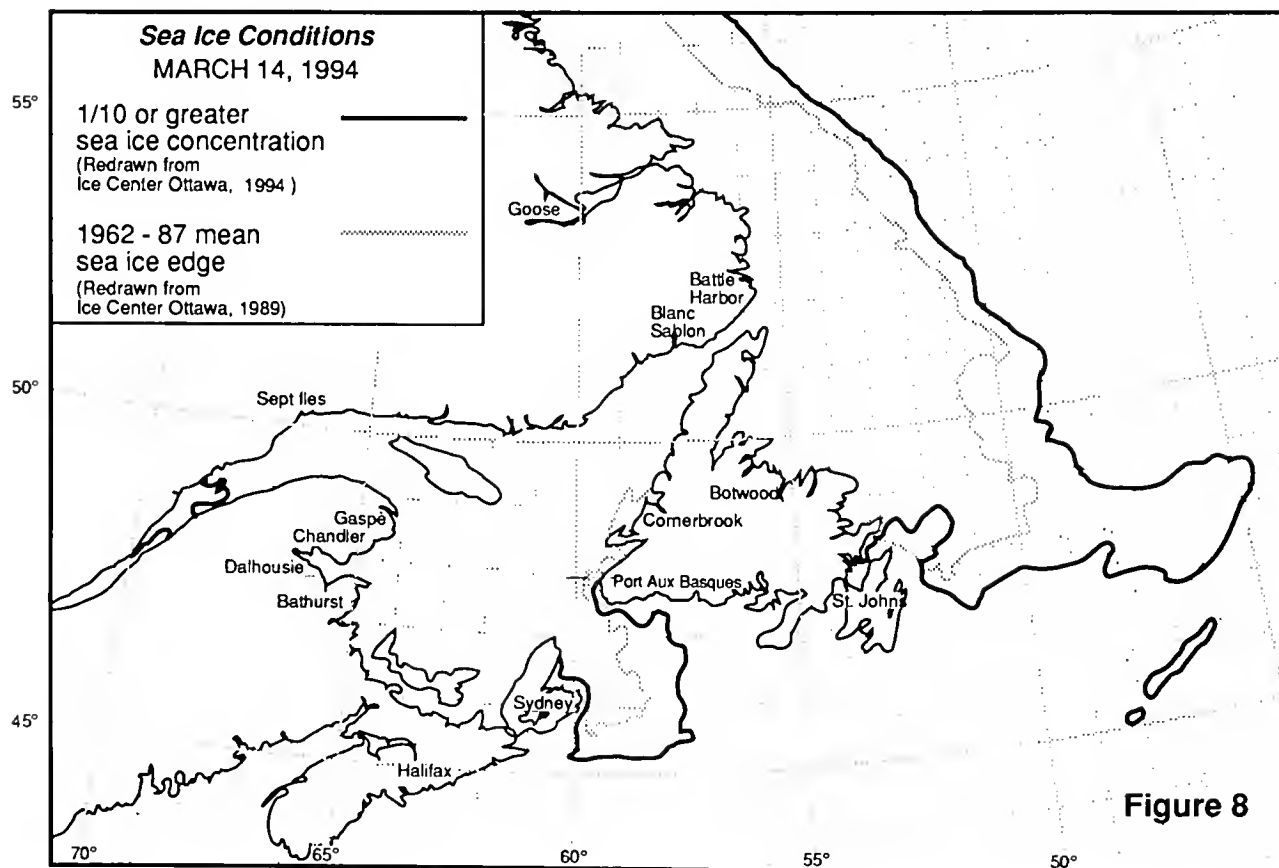 Sea Ice Conditions
MARCH 14, 1994
1/10 or greater
sea ice concentration
(Redrawn from
Ice Center Ottawa, 1994 )
1962 - 87 mean
sea ice edge
(Redrawn from
Ice Center Ottawa, 1989)
55°
50°
45°
Goose
Battle
Harbor
Blanc
Sablon
Sept Iles
Botwood
Cornerbrook
Gaspe
Chandler
Dalhousie
Bathurst
Port Aux Basques
St. Johns
Sydney
Halifax
Figure 8
70°
65°
60°
55°
50°